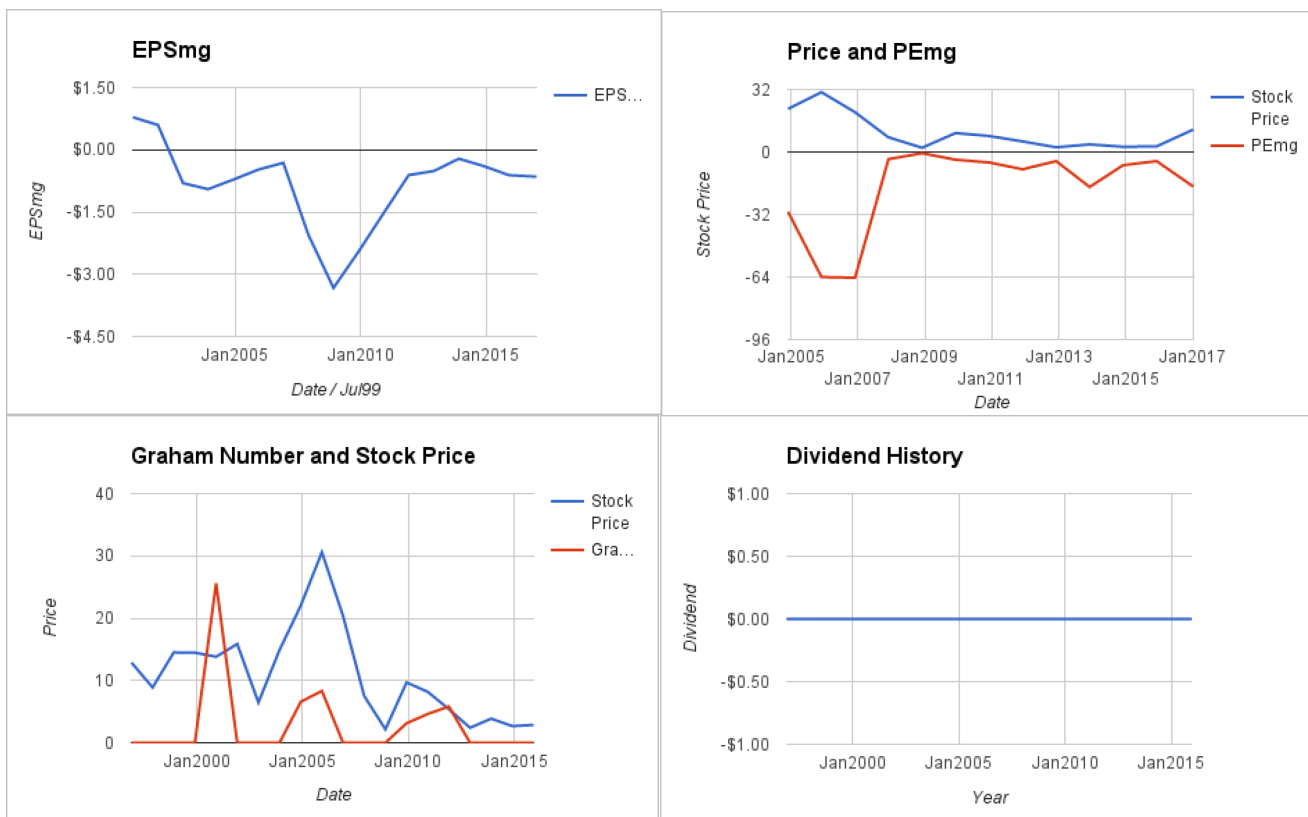 EPSmg
$1.50
$0.00
-$1.50
-$3.00
-$4.50
EPSmg
Jan2005
Jan2010
Jan2015
Date / Jul99
EPS…
Price and PEmg
32
0
-32
-64
-96
Stock Price
Jan2005
Jan2009
Jan2013
Jan2017
Jan2007
Jan2011
Jan2015
Date
Stock
Price
PEmg
Graham Number and Stock Price
40
30
20
10
0
Price
Jan2000
Jan2005
Jan2010
Jan2015
Date
Stock
Price
Gra…
Dividend History
$1.00
$0.50
$0.00
-$0.50
-$1.00
Dividend
Jan2000
Jan2005
Jan2010
Jan2015
Year